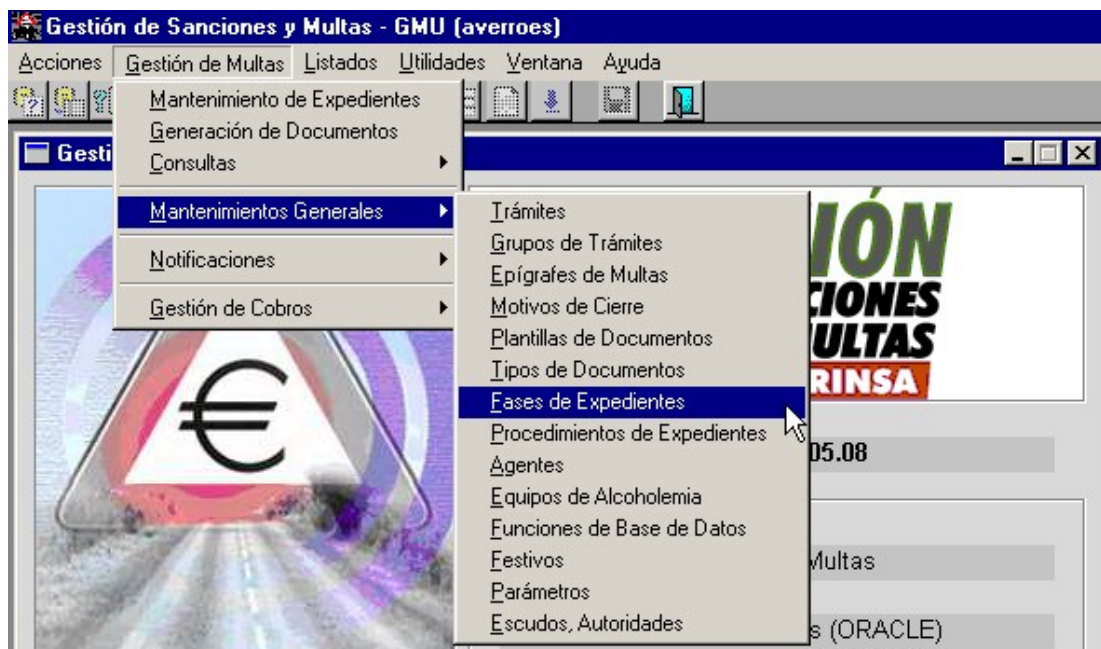 Gestión de Sanciones y Multas - GMU (averroes)
Acciones Gestión de Multas Listados Utilidades Ventana Ayuda
Mantenimiento de Expedientes
Generación de Documentos
Consultas
Mantenimientos Generales
Notificaciones
Gestión de Cobros
Gesti
Trámites
Grupos de Trámites
Epígrafes de Multas
Motivos de Cierre
Plantillas de Documentos
Tipos de Documentos
Fases de Expedientes
Procedimientos de Expedientes
Agentes
Equipos de Alcoholemia
Funciones de Base de Datos
Festivos
Parámetros
Escudos, Autoridades
IÓN
CIONES
ULTAS
RINSA
05.08
Multas
s (ORACLE)
€